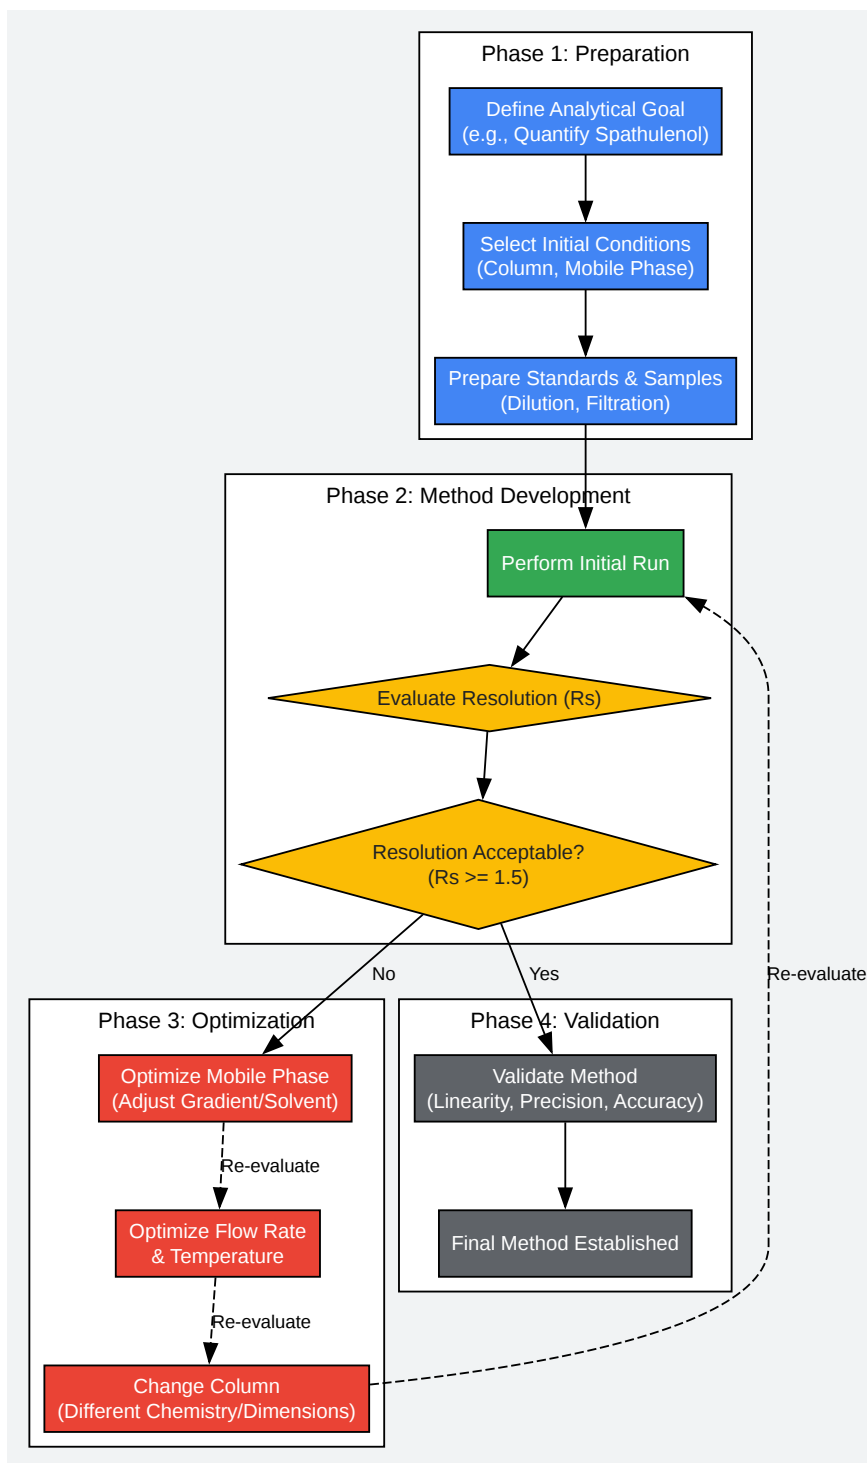 Phase 1: Preparation
Define Analytical Goal
(e.g., Quantify Spathulenol)
Select Initial Conditions
(Column, Mobile Phase)
Prepare Standards & Samples
(Dilution, Filtration)
Phase 2: Method Development
Perform Initial Run
Evaluate Resolution (Rs)
Resolution Acceptable?
(Rs >= 1.5)
No
Yes
Re-evaluate
Phase 3: Optimization
Optimize Mobile Phase
(Adjust Gradient/Solvent)
Re-evaluate
Optimize Flow Rate
& Temperature
Re-evaluate
Change Column
(Different Chemistry/Dimensions)
Phase 4: Validation
Validate Method
(Linearity, Precision, Accuracy)
Final Method Established